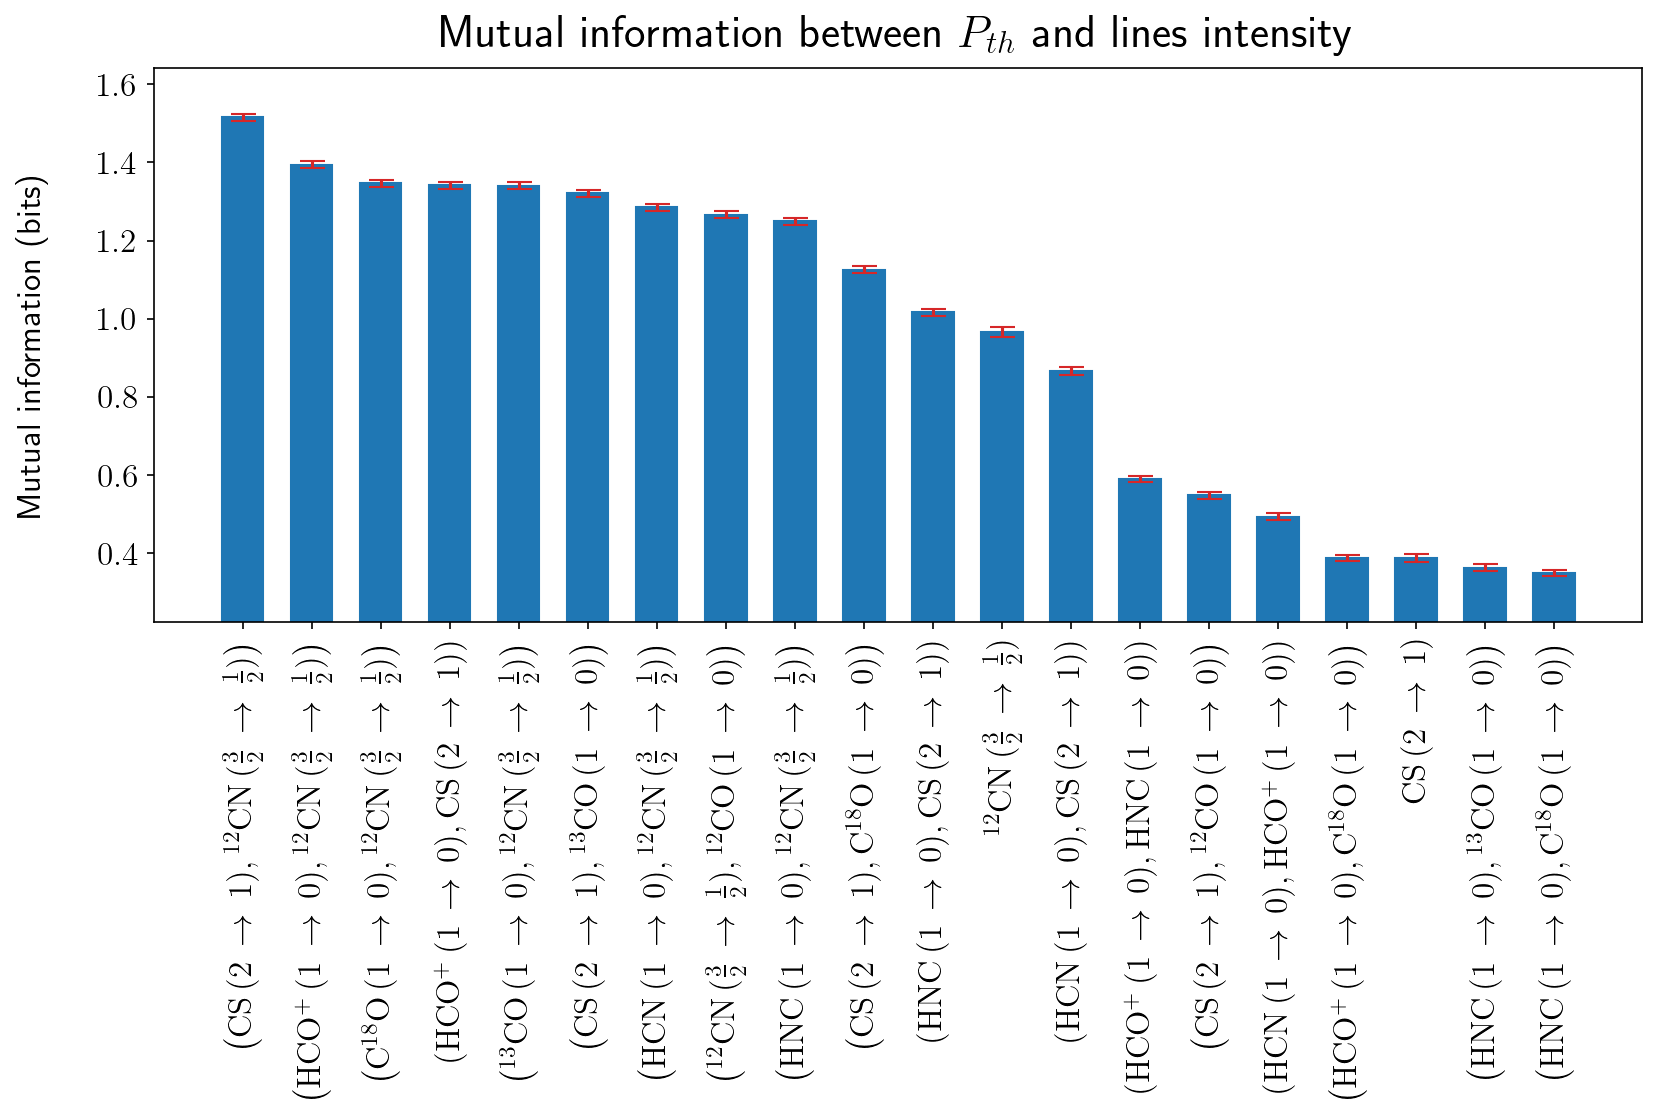 Mutual information between $P_{th}$ and lines intensity
Mutual information (bits)
1.6
1.4
1.2
1.0
0.8
0.6
0.4
(CS (2 → 1), ¹²CN (3/2 → 1/2))
(HCO⁺ (1 → 0), ¹²CN (3/2 → 1/2))
(C¹⁸O (1 → 0), ¹²CN (3/2 → 1/2))
(HCO⁺ (1 → 0), CS (2 → 1))
(¹³CO (1 → 0), ¹²CN (3/2 → 1/2))
(CS (2 → 1), ¹³CO (1 → 0))
(HCN (1 → 0), ¹²CN (3/2 → 1/2))
(¹²CN (3/2 → 1/2), ¹²CO (1 → 0))
(HNC (1 → 0), ¹²CN (3/2 → 1/2))
(CS (2 → 1), C¹⁸O (1 → 0))
(HNC (1 → 0), CS (2 → 1))
¹²CN (3/2 → 1/2)
(HCN (1 → 0), CS (2 → 1))
(HCO⁺ (1 → 0), HNC (1 → 0))
(CS (2 → 1), ¹²CO (1 → 0))
(HCN (1 → 0), HCO⁺ (1 → 0))
(HCO⁺ (1 → 0), C¹⁸O (1 → 0))
CS (2 → 1)
(HNC (1 → 0), ¹³CO (1 → 0))
(HNC (1 → 0), C¹⁸O (1 → 0))